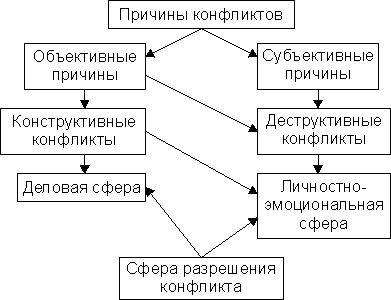 Причины конфликтов
Объективные
причины
Субъективные
причины
Конструктивные
конфликты
Деструктивные
конфликты
Деловая сфера
Личностно-
эмоциональная
сфера
Сфера разрешения
конфликта